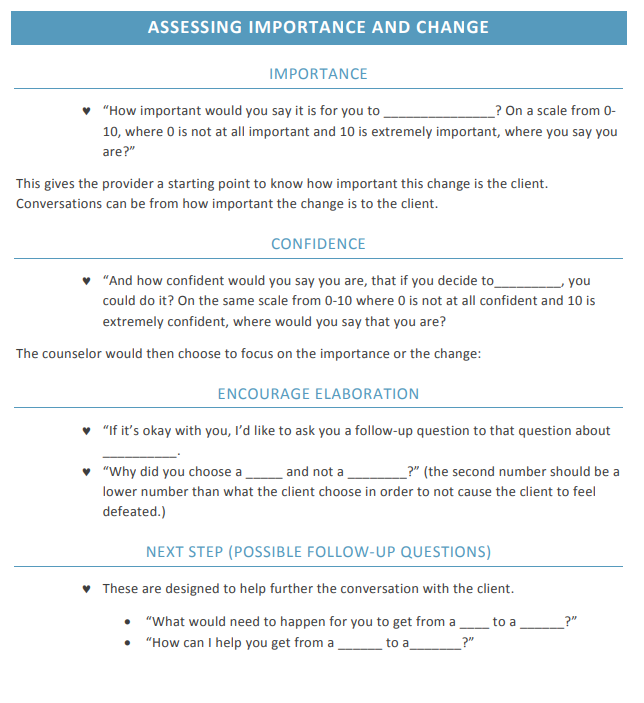 ASSESSING IMPORTANCE AND CHANGE
IMPORTANCE
♥ “How important would you say it is for you to _______________? On a scale from 0-
10, where 0 is not at all important and 10 is extremely important, where you say you
are?”
This gives the provider a starting point to know how important this change is the client.
Conversations can be from how important the change is to the client.
CONFIDENCE
♥ “And how confident would you say you are, that if you decide to_________, you
could do it? On the same scale from 0-10 where 0 is not at all confident and 10 is
extremely confident, where would you say that you are?
The counselor would then choose to focus on the importance or the change:
ENCOURAGE ELABORATION
♥ “If it’s okay with you, I’d like to ask you a follow-up question to that question about
__________.
♥ “Why did you choose a _____ and not a ________?” (the second number should be a
lower number than what the client choose in order to not cause the client to feel
defeated.)
NEXT STEP (POSSIBLE FOLLOW-UP QUESTIONS)
♥ These are designed to help further the conversation with the client.
• “What would need to happen for you to get from a ____ to a ______?”
• “How can I help you get from a ______ to a_______?”